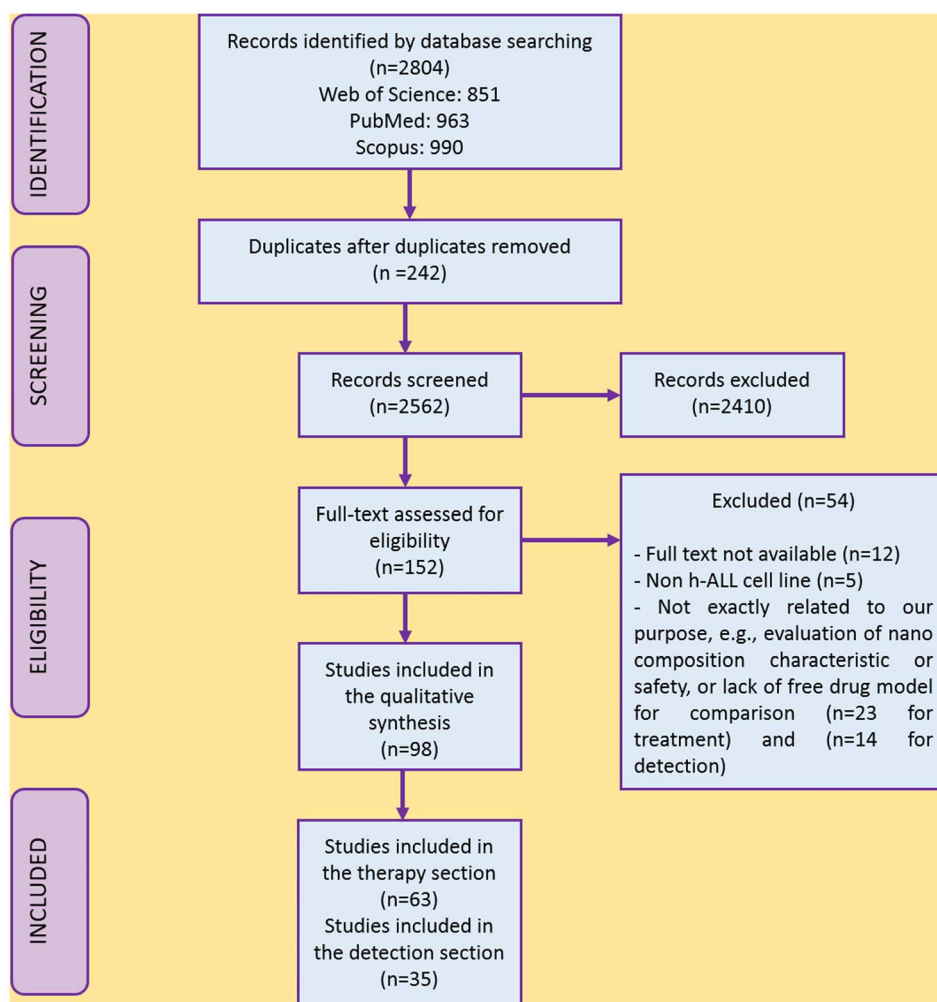 IDENTIFICATION
Records identified by database searching
(n=2804)
Web of Science: 851
PubMed: 963
Scopus: 990
SCREENING
Duplicates after duplicates removed
(n =242)
Records screened
(n=2562)
Records excluded
(n=2410)
ELIGIBILITY
Full-text assessed for
eligibility
(n=152)
Excluded (n=54)
- Full text not available (n=12)
- Non h-ALL cell line (n=5)
- Not exactly related to our
purpose, e.g., evaluation of nano
composition characteristic or
safety, or lack of free drug model
for comparison (n=23 for
treatment) and (n=14 for
detection)
Studies included in
the qualitative
synthesis
(n=98)
INCLUDED
Studies included in
the therapy section
(n=63)
Studies included in
the detection section
(n=35)